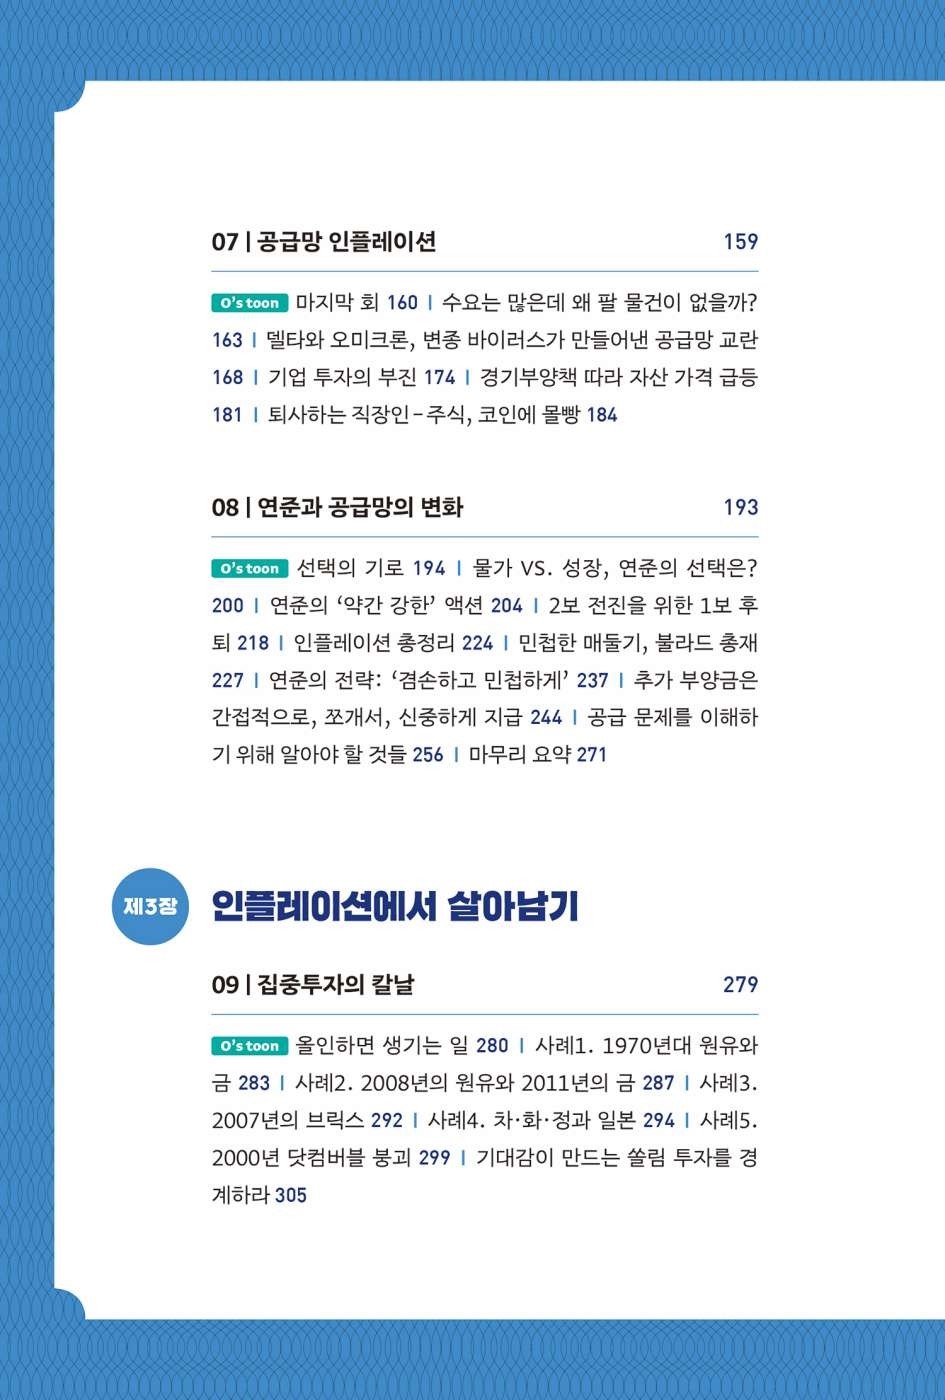 07 | 공급망 인플레이션 159
O's toon 마지막 회 160 | 수요는 많은데 왜 팔 물건이 없을까?
163 | 델타와 오미크론, 변종 바이러스가 만들어낸 공급망 교란
168 | 기업 투자의 부진 174 | 경기부양책 따라 자산 가격 급등
181 | 퇴사하는 직장인 – 주식, 코인에 몰빵 184
08 | 연준과 공급망의 변화 193
O's toon 선택의 기로 194 | 물가 VS. 성장, 연준의 선택은?
200 | 연준의 ‘약간 강한’ 액션 204 | 2보 전진을 위한 1보 후
퇴 218 | 인플레이션 총정리 224 | 민첩한 매둘기, 불라드 총재
227 | 연준의 전략: ‘겸손하고 민첩하게’ 237 | 추가 부양금은
간접적으로, 쪼개서, 신중하게 지급 244 | 공급 문제를 이해하
기 위해 알아야 할 것들 256 | 마무리 요약 271
제3장 인플레이션에서 살아남기
09 | 집중투자의 칼날 279
O's toon 올인하면 생기는 일 280 | 사례1. 1970년대 원유와
금 283 | 사례2. 2008년의 원유와 2011년의 금 287 | 사례3.
2007년의 브릭스 292 | 사례4. 차·화·정과 일본 294 | 사례5.
2000년 닷컴버블 붕괴 299 | 기대감이 만드는 쏠림 투자를 경
계하라 305